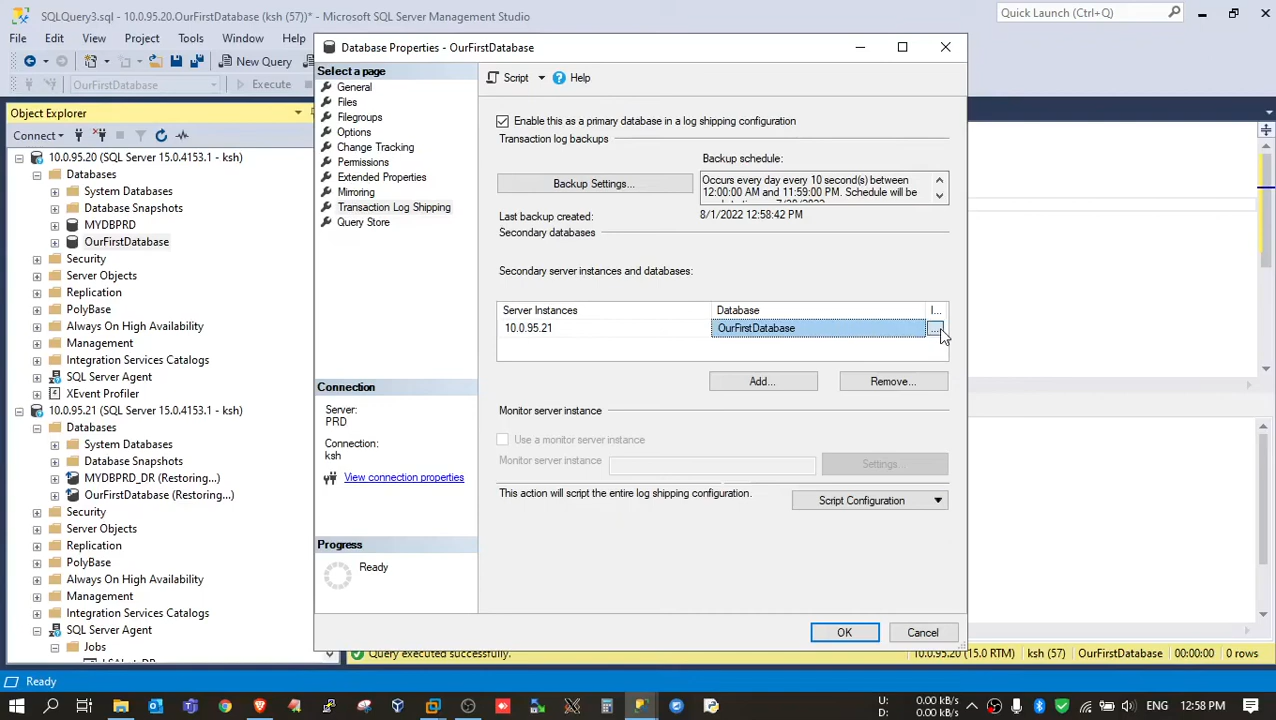 SQLQuery3.sql - 10.0.95.20.OurFirstDatabase (ksh (57))* - Microsoft SQL Server Management Studio
Quick Launch (Ctrl+Q)
File Edit View Project Tools Window Help
New Query
OurFirstDatabase
Execute
Object Explorer
Connect
10.0.95.20 (SQL Server 15.0.4153.1 - ksh)
Databases
System Databases
Database Snapshots
MYDBPRD
OurFirstDatabase
Security
Server Objects
Replication
PolyBase
Always On High Availability
Management
Integration Services Catalogs
SQL Server Agent
XEvent Profiler
10.0.95.21 (SQL Server 15.0.4153.1 - ksh)
Databases
System Databases
Database Snapshots
MYDBPRD_DR (Restoring...)
OurFirstDatabase (Restoring...)
Security
Server Objects
Replication
PolyBase
Always On High Availability
Management
Integration Services Catalogs
SQL Server Agent
Jobs
Database Properties - OurFirstDatabase
Select a page
General
Files
Filegroups
Options
Change Tracking
Permissions
Extended Properties
Mirroring
Transaction Log Shipping
Query Store
Connection
Server:
PRD
Connection:
ksh
View connection properties
Progress
Ready
Script
Help
Enable this as a primary database in a log shipping configuration
Transaction log backups
Backup schedule:
Backup Settings...
Occurs every day every 10 second(s) between
12:00:00 AM and 11:59:00 PM. Schedule will be
Last backup created:
8/1/2022 12:58:42 PM
Secondary databases
Secondary server instances and databases:
Server Instances Database I...
10.0.95.21 OurFirstDatabase ...
Add...
Remove...
Monitor server instance
Use a monitor server instance
Monitor server instance
Settings...
This action will script the entire log shipping configuration.
Script Configuration
OK
Cancel
Query executed successfully.
10.0.95.20 (15.0 RTM) ksh (57) OurFirstDatabase 00:00:00 0 rows
Ready
U: 0.00 kB/s
D: 0.00 kB/s
ENG 12:58 PM